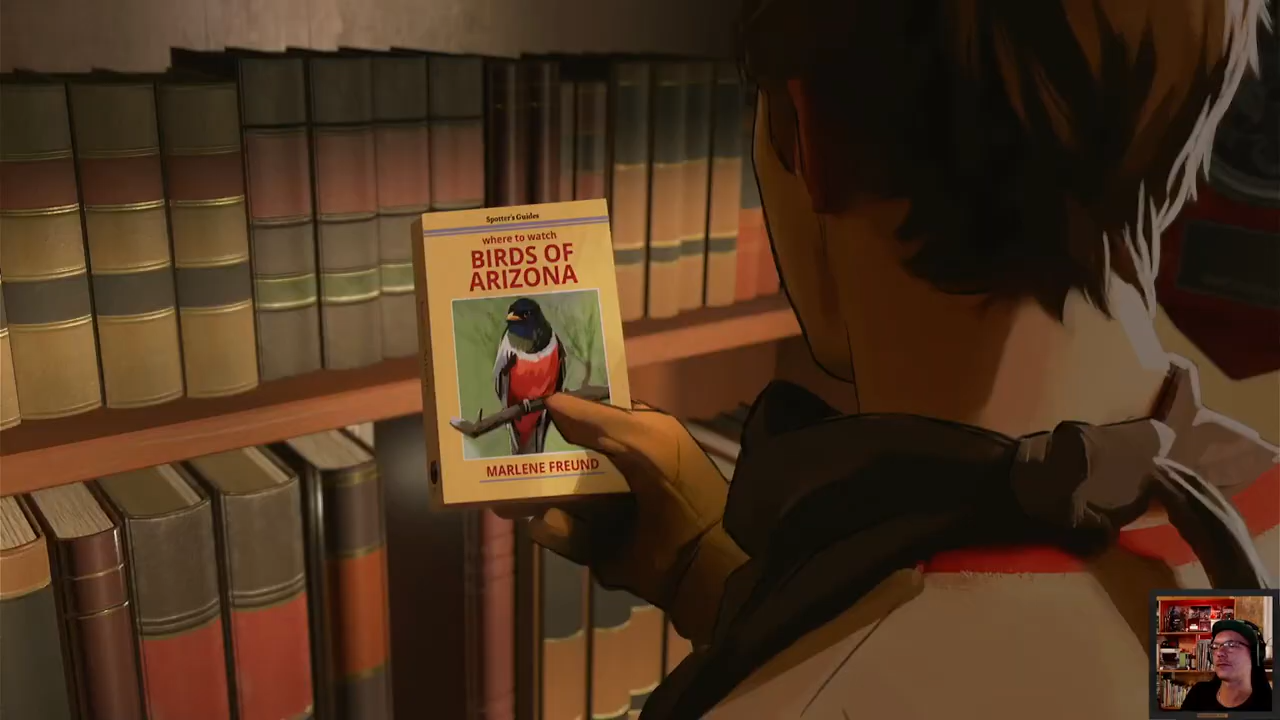 Spotter's Guides
where to watch
BIRDS OF
ARIZONA
MARLENE FREUND